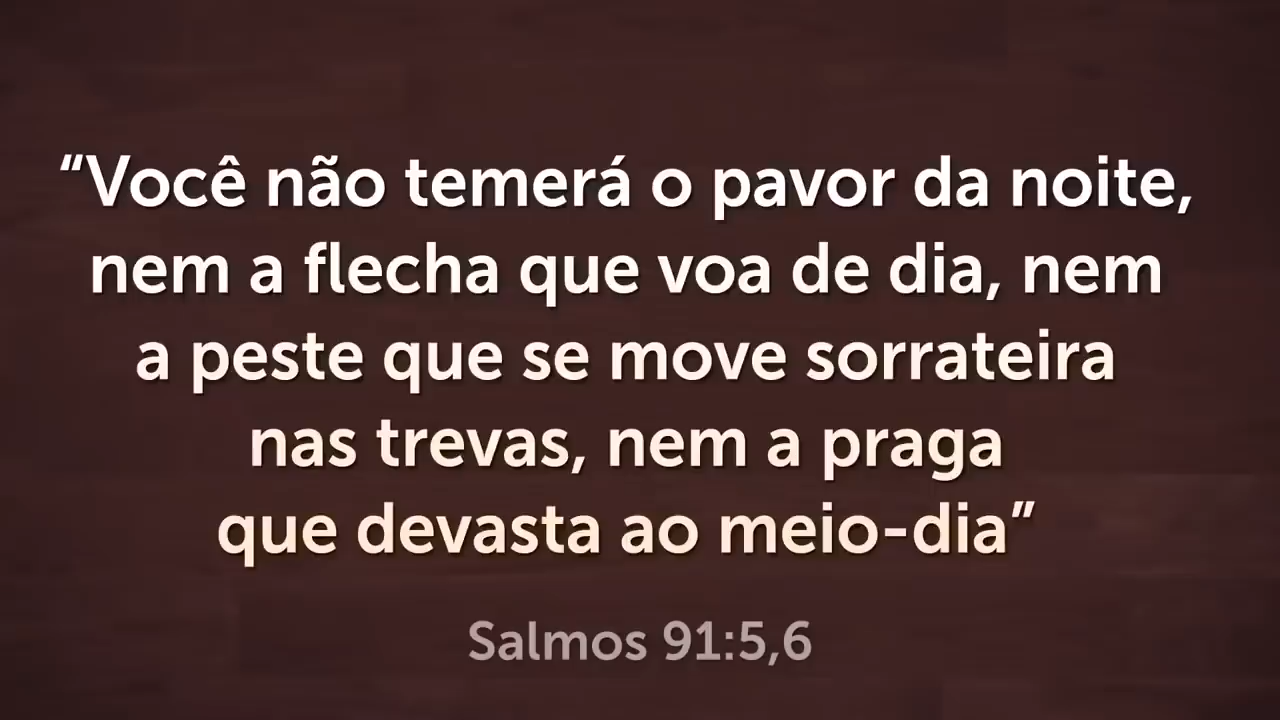 “Você não temerá o pavor da noite,
nem a flecha que voa de dia, nem
a peste que se move sorrateira
nas trevas, nem a praga
que devasta ao meio-dia”
Salmos 91:5,6